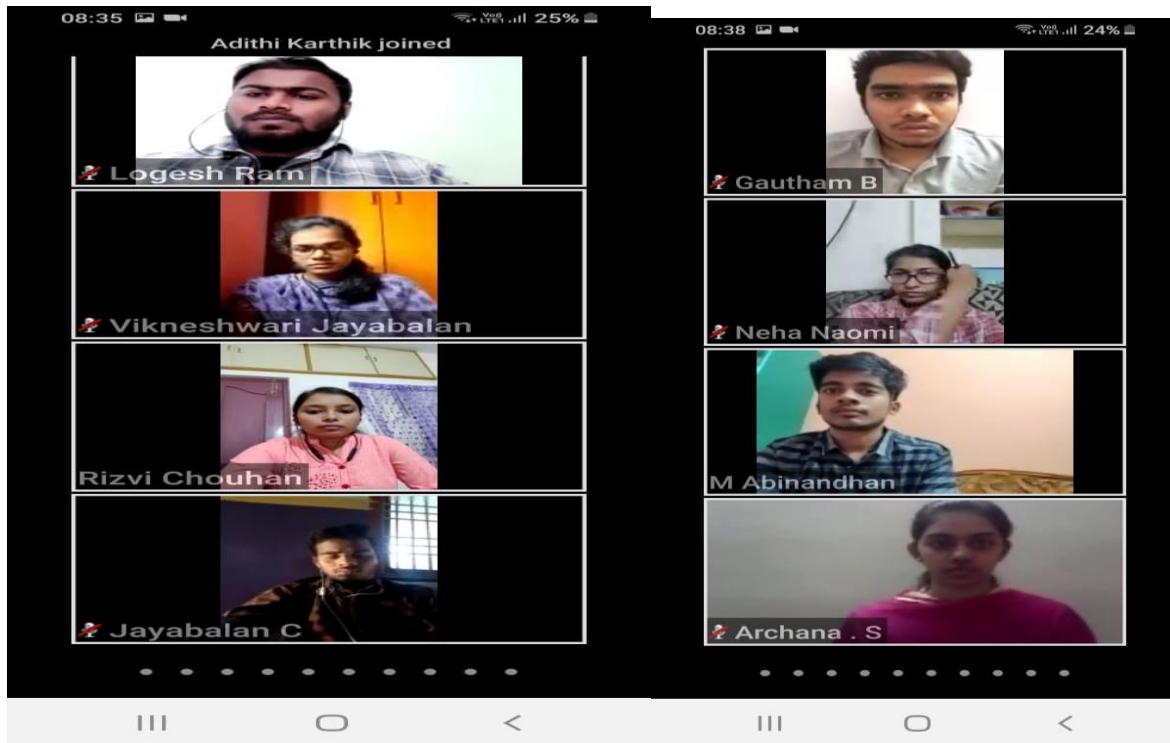 08:35 25%
Adithi Karthik joined
Logesh Ram
Vikneshwari Jayabalan
Rizvi Chouhan
Jayabalan C
08:38 24%
Gautham B
Neha Naomi
M Abinandhan
Archana . S